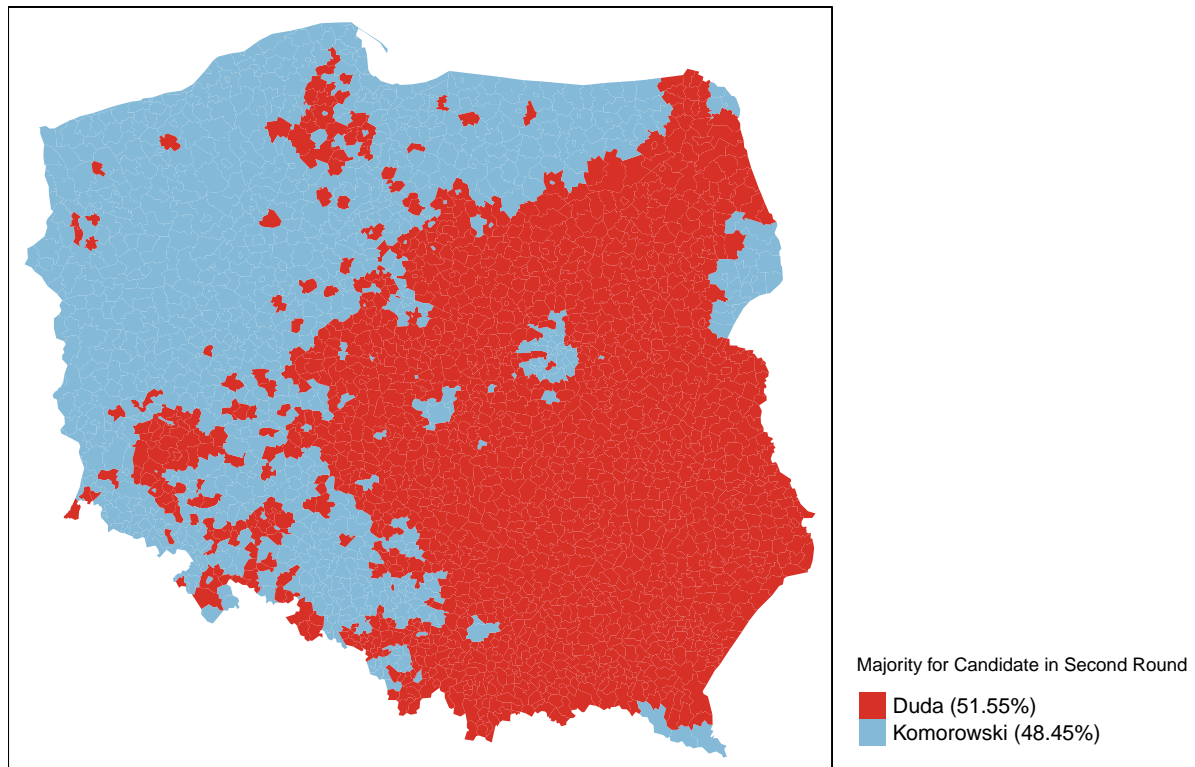 Majority for Candidate in Second Round
Duda (51.55%)
Komorowski (48.45%)